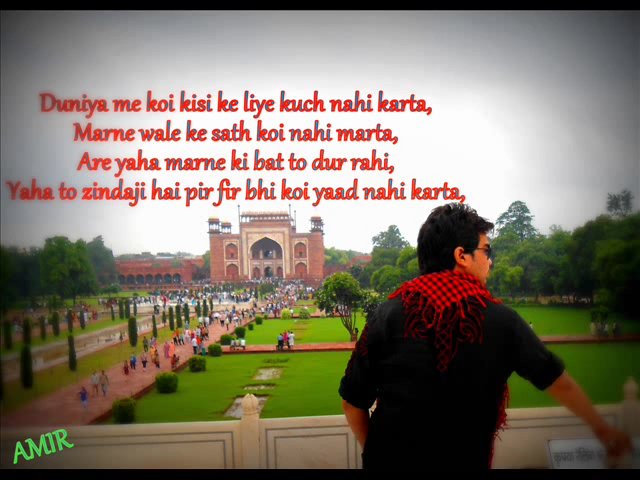 Duniya me koi kisi ke liye kuch nahi karta,
Marne wale ke sath koi nahi marta,
Are yaha marne ki bat to dur rahi,
Yaha to zindaji hai pir fir bhi koi yaad nahi karta,
AMIR